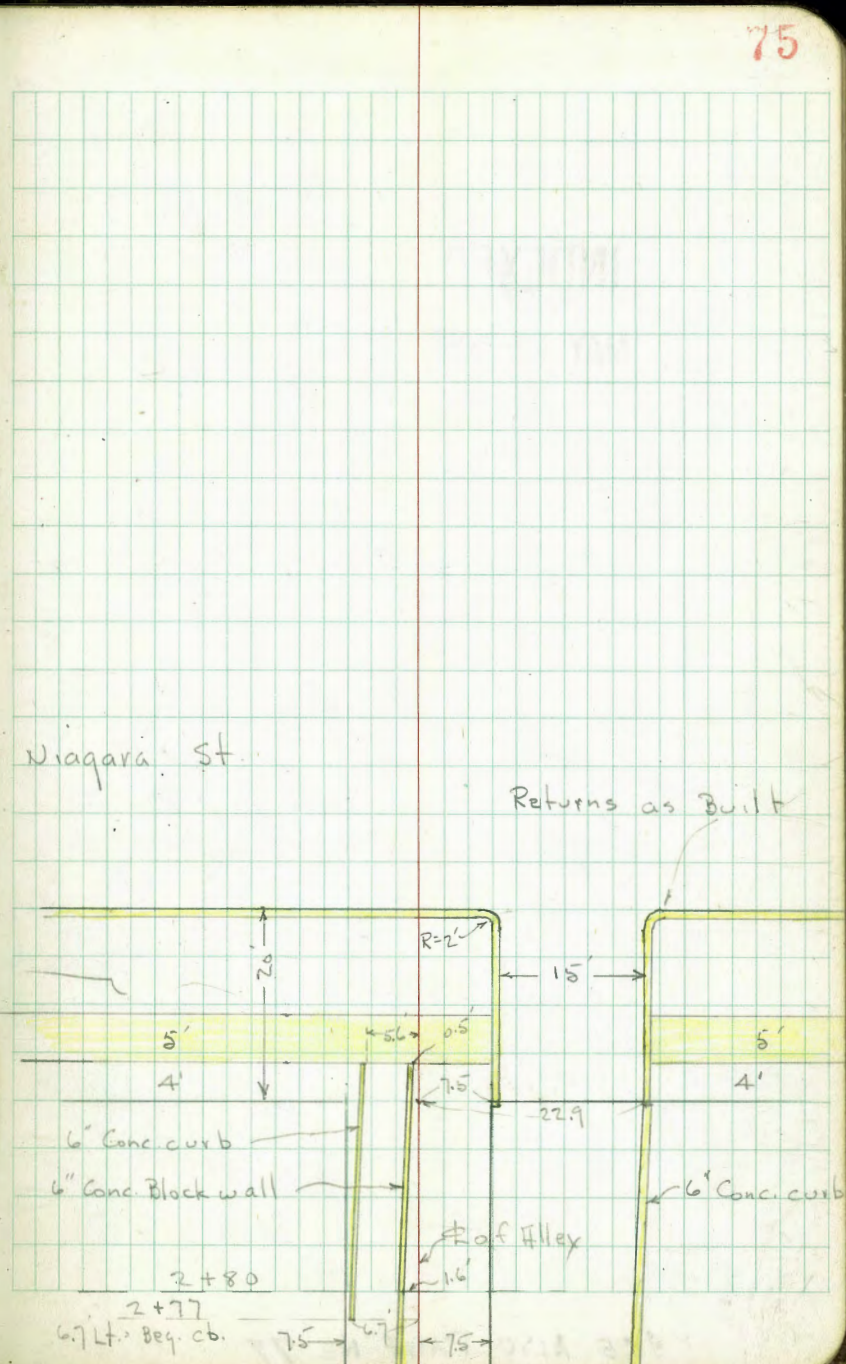 75
Niagara St.
Returns as Built
R=2'
20'
15'
5.6'
0.5'
5'
5'
4'
7.5
4'
22.9
6" Conc. curb
6" Conc. Block wall
6" Conc. curb
℄ of Alley
2+80
1.6'
2+77
6.7 Lt. Beg. cb.
6.7'
7.5
7.5